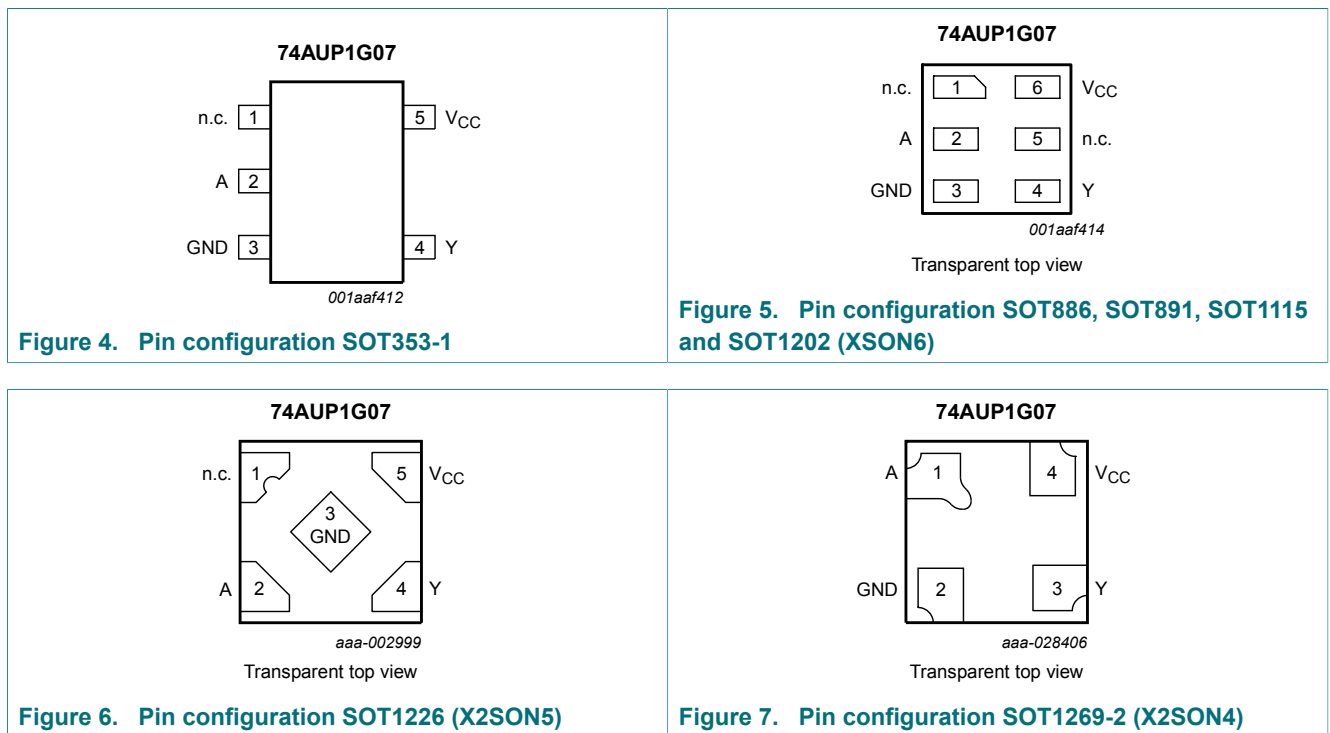 74AUP1G07
n.c. 1
5 VCC
A 2
GND 3
4 Y
001aaf412
Figure 4. Pin configuration SOT353-1
74AUP1G07
n.c. 1 6 VCC
A 2 5 n.c.
GND 3 4 Y
001aaf414
Transparent top view
Figure 5. Pin configuration SOT886, SOT891, SOT1115
and SOT1202 (XSON6)
74AUP1G07
n.c. 1 5 VCC
3
GND
A 2 4 Y
aaa-002999
Transparent top view
Figure 6. Pin configuration SOT1226 (X2SON5)
74AUP1G07
A 1 4 VCC
GND 2 3 Y
aaa-028406
Transparent top view
Figure 7. Pin configuration SOT1269-2 (X2SON4)